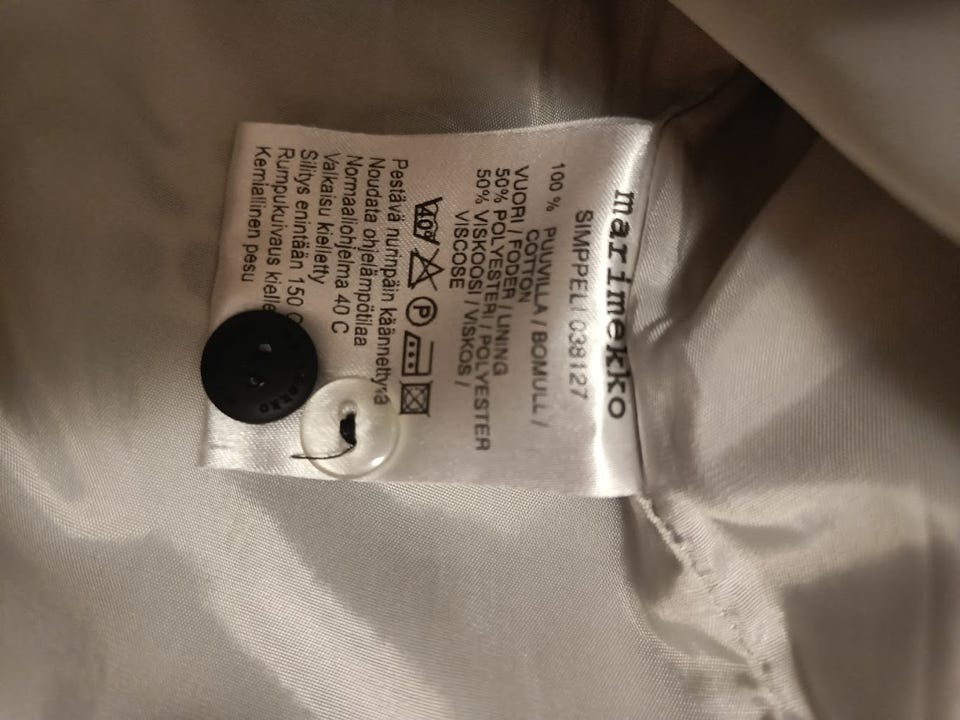 marimekko
SIMPPELI 038127
100 % PUUVILLA / BOMULL /
COTTON
VUORI / FODER / LINING
50% POLYESTERI / POLYESTER
50% VISKOOSI / VISKOS /
VISCOSE
40°
P
Pestävä nurinpäin käännettynä
Noudata ohjelämpötilaa
Normaaliohjelma 40 C
Valkaisu kielletty
Silitys enintään 150 C
Rumpukuivaus kielle
Kemiallinen pesu